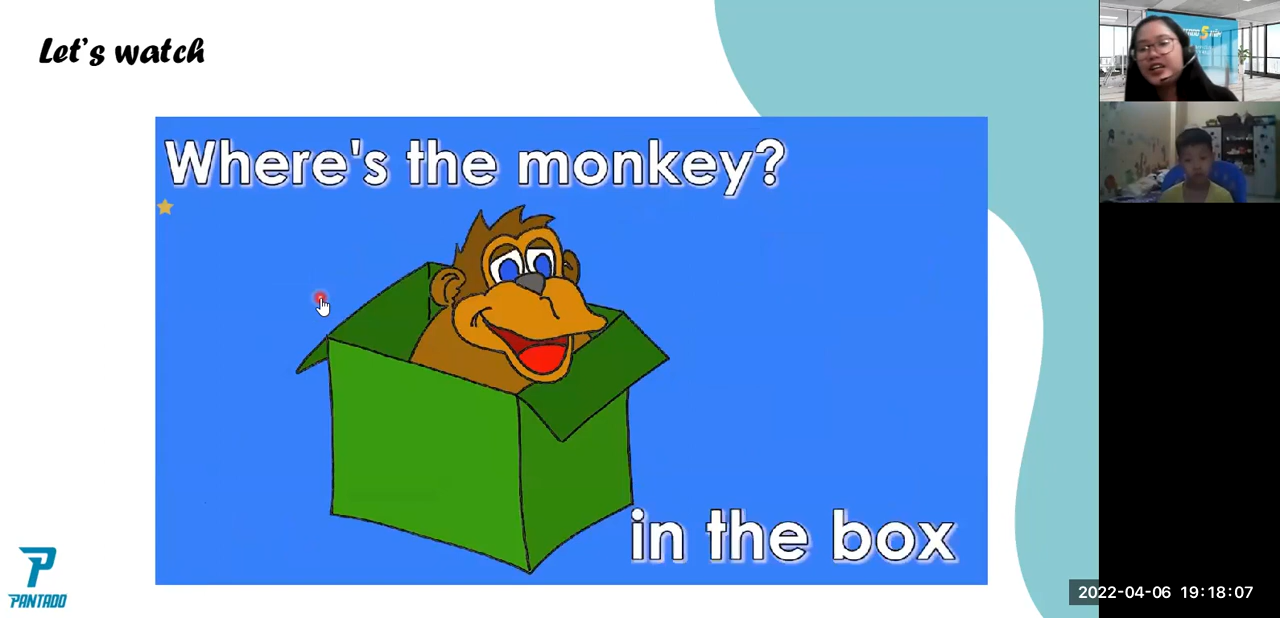 Let's watch
Where's the monkey?
in the box
PANTADO
2022-04-06 19:18:07